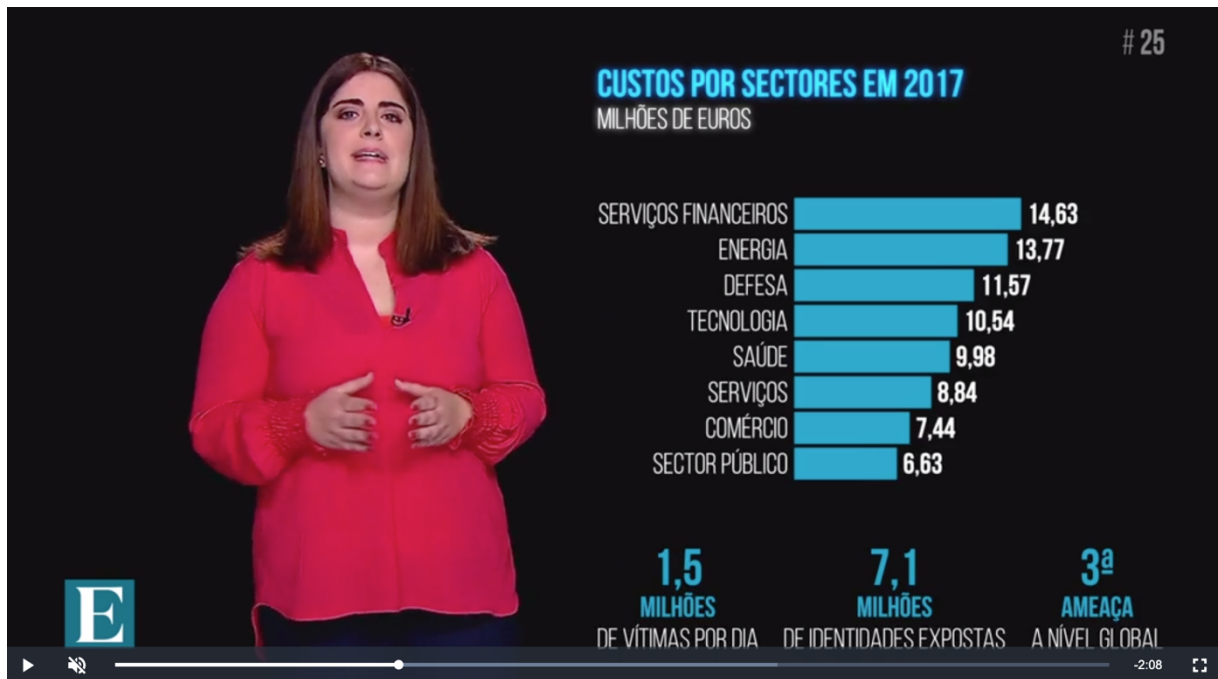 # 25
CUSTOS POR SECTORES EM 2017
MILHÕES DE EUROS
SERVIÇOS FINANCEIROS 14,63
ENERGIA 13,77
DEFESA 11,57
TECNOLOGIA 10,54
SAÚDE 9,98
SERVIÇOS 8,84
COMÉRCIO 7,44
SECTOR PÚBLICO 6,63
1,5 MILHÕES DE VÍTIMAS POR DIA
7,1 MILHÕES DE IDENTIDADES EXPOSTAS
3ª AMEAÇA A NÍVEL GLOBAL
E
-2:08